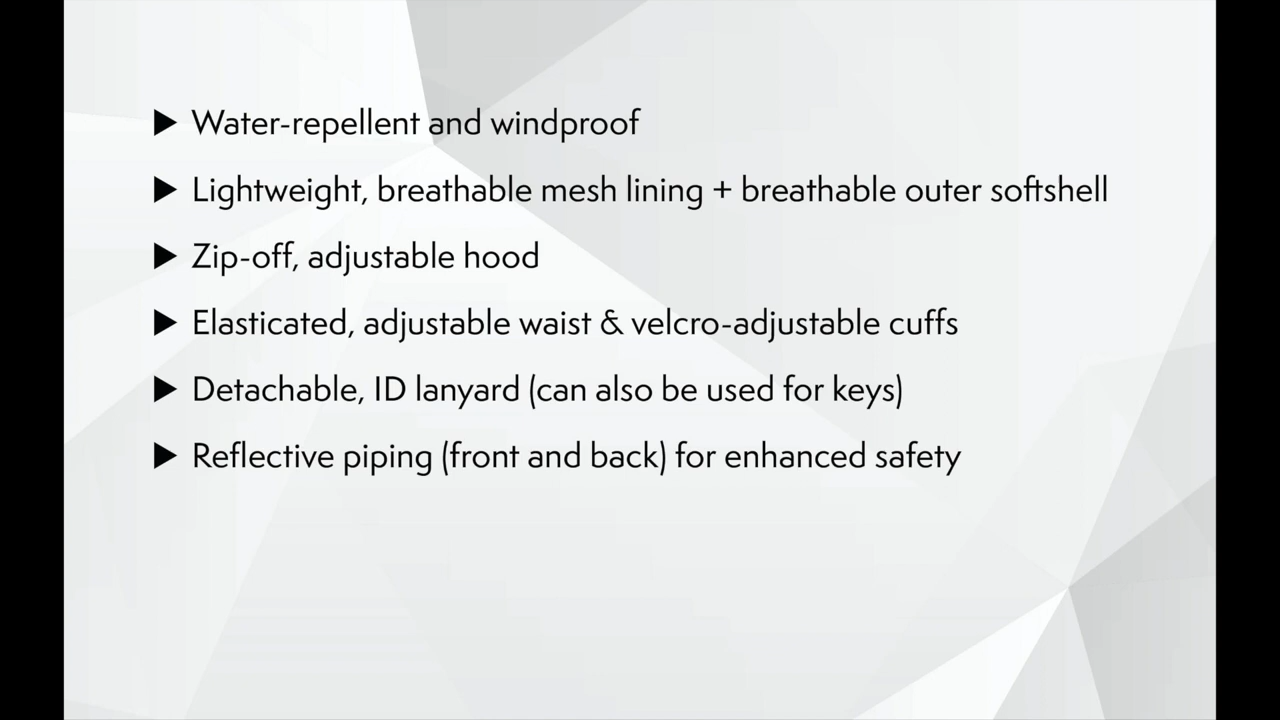 ▶ Water-repellent and windproof
▶ Lightweight, breathable mesh lining + breathable outer softshell
▶ Zip-off, adjustable hood
▶ Elasticated, adjustable waist & velcro-adjustable cuffs
▶ Detachable, ID lanyard (can also be used for keys)
▶ Reflective piping (front and back) for enhanced safety